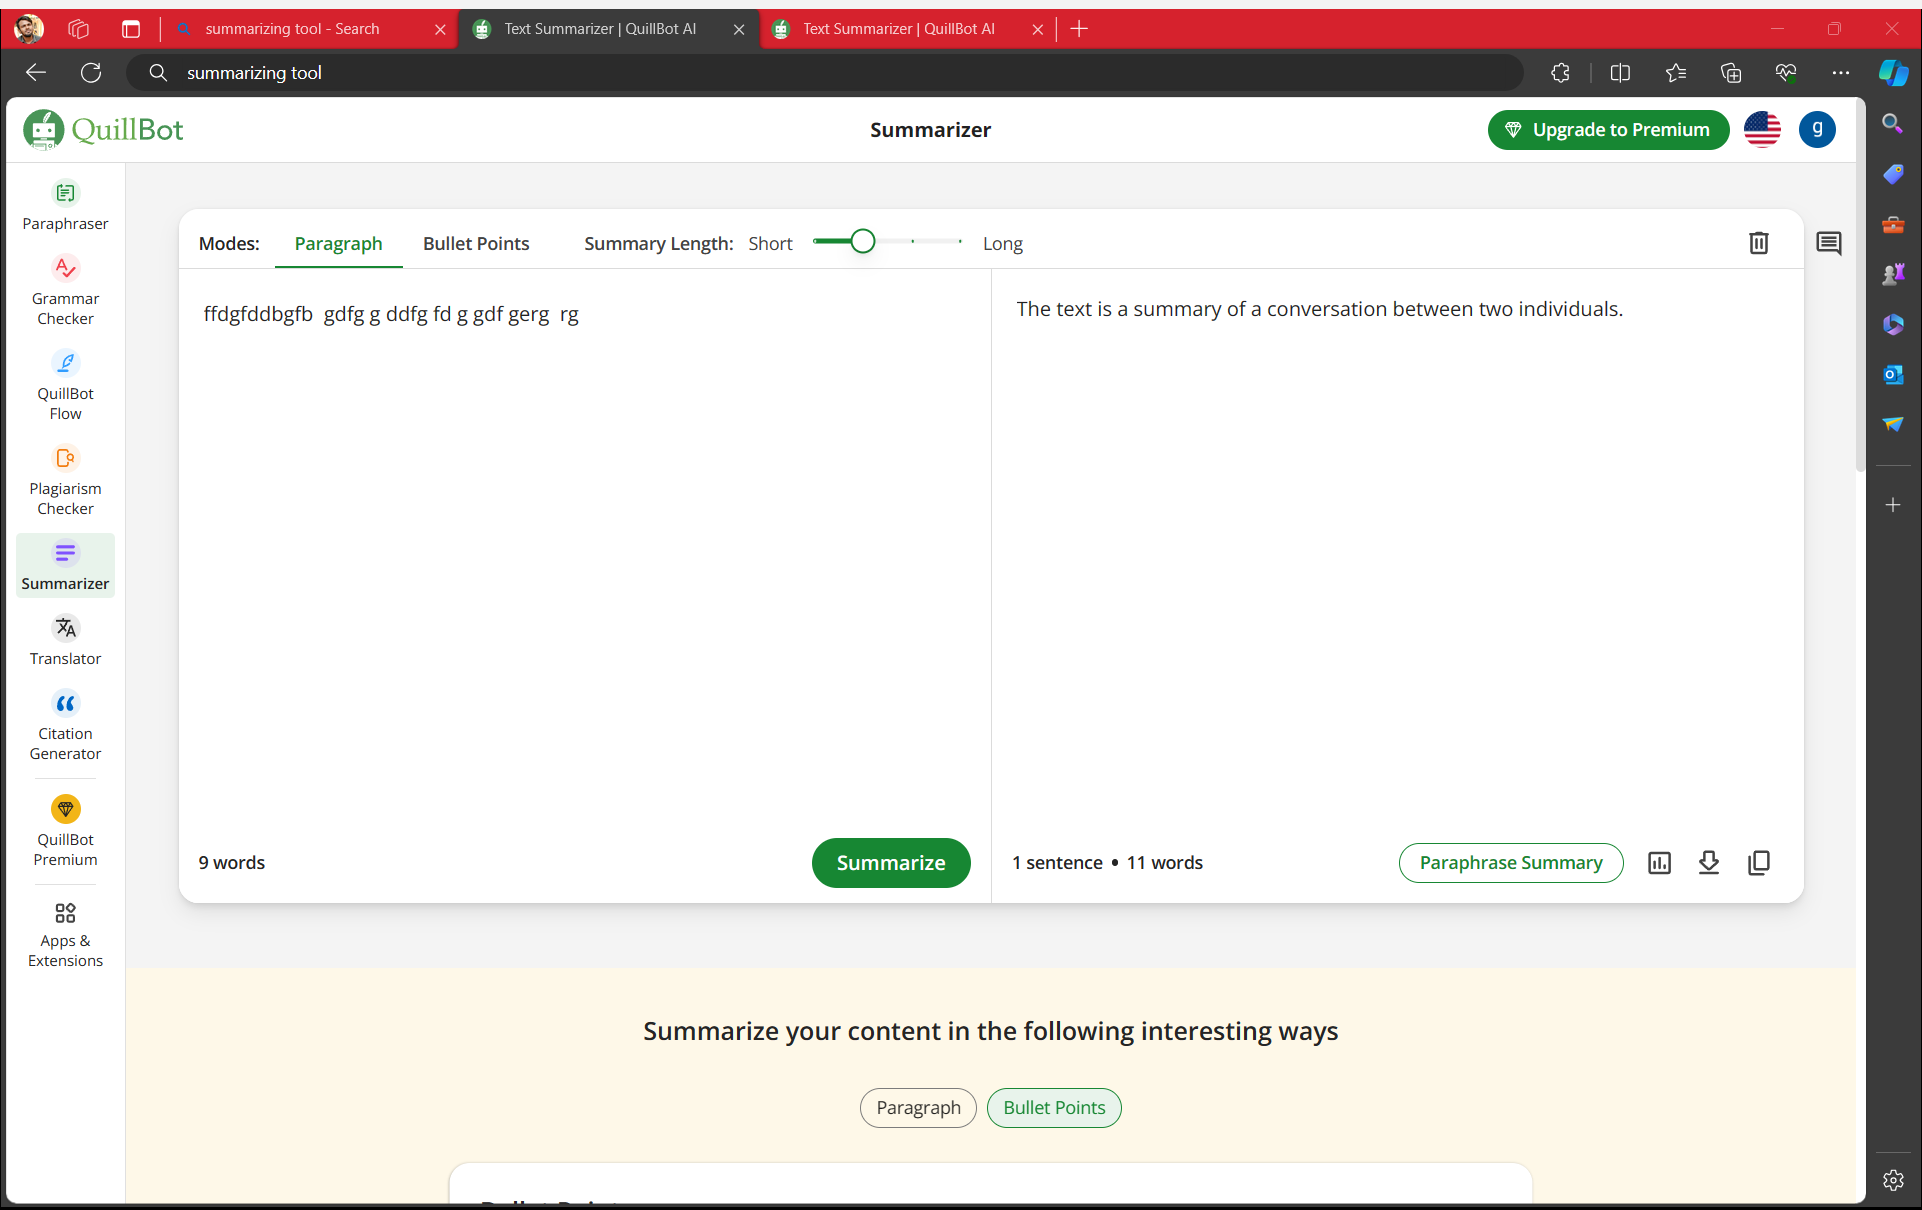 summarizing tool - Search
Text Summarizer | QuillBot AI
Text Summarizer | QuillBot AI
summarizing tool
QuillBot
Summarizer
Upgrade to Premium
g
Paraphraser
Grammar
Checker
QuillBot
Flow
Plagiarism
Checker
Summarizer
Translator
Citation
Generator
QuillBot
Premium
Apps &
Extensions
Modes: Paragraph Bullet Points Summary Length: Short Long
ffdgfddbgfb  gdfg g ddfg fd g gdf gerg  rg
The text is a summary of a conversation between two individuals.
9 words
Summarize
1 sentence • 11 words
Paraphrase Summary
Summarize your content in the following interesting ways
Paragraph
Bullet Points